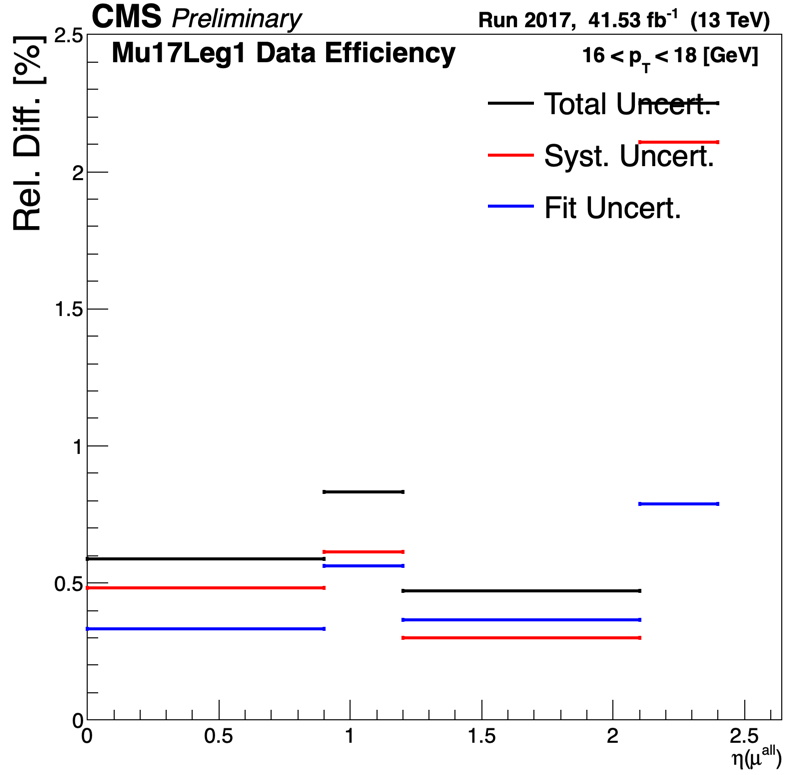 CMS Preliminary
Run 2017, 41.53 fb⁻¹ (13 TeV)
Mu17Leg1 Data Efficiency
16 < p_T < 18 [GeV]
Total Uncert.
Syst. Uncert.
Fit Uncert.
Rel. Diff. [%]
2.5
2
1.5
1
0.5
0
0 0.5 1 1.5 2 2.5
η(μ^all)